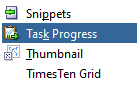 Snippets
Task Progress
Thumbnail
TimesTen Grid